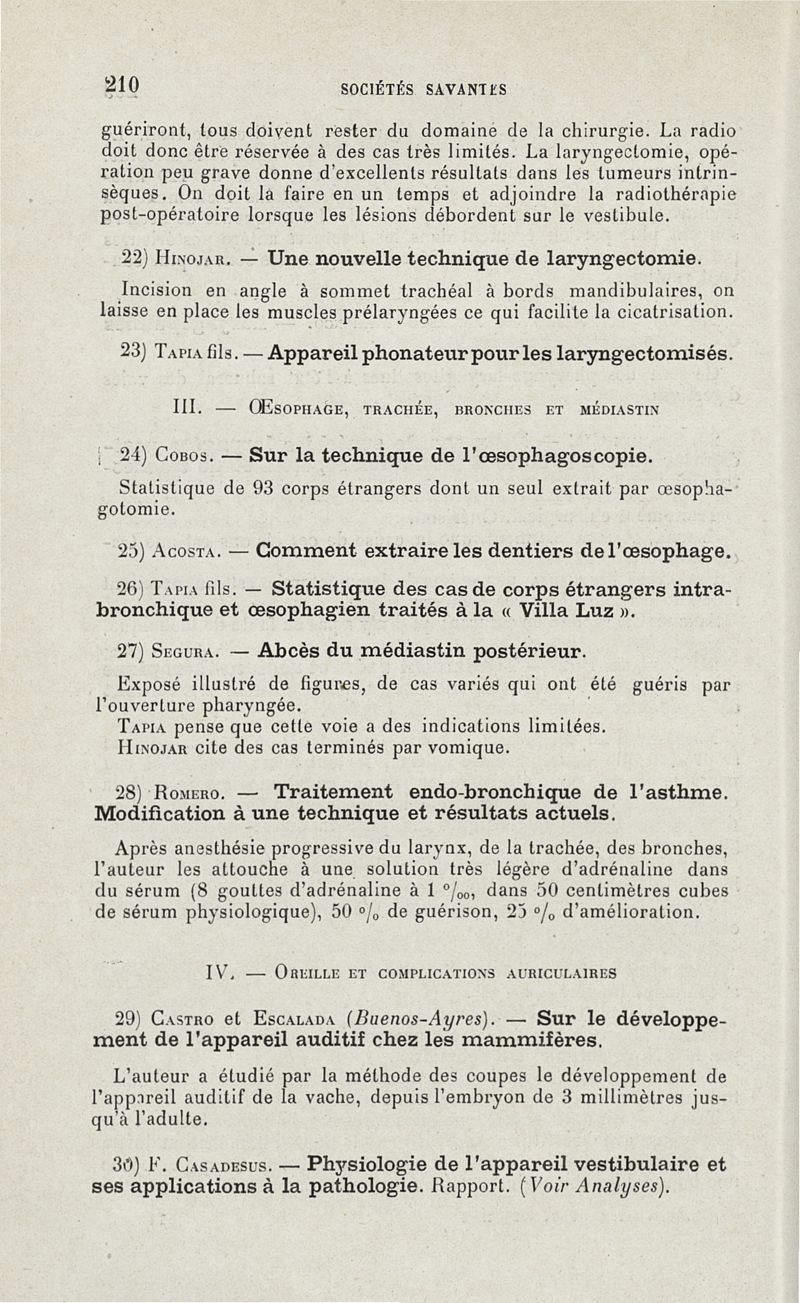 210
SOCIÉTÉS SAVANTES
guériront, tous doivent rester du domaine de la chirurgie. La radio
doit donc être réservée à des cas très limités. La laryngectomie, opé-
ration peu grave donne d'excellents résultats dans les tumeurs intrin-
sèques. On doit la faire en un temps et adjoindre la radiothérapie
post-opératoire lorsque les lésions débordent sur le vestibule.
22) HINOJAR. — Une nouvelle technique de laryngectomie.
Incision en angle à sommet trachéal à bords mandibulaires, on
laisse en place les muscles prélaryngées ce qui facilite la cicatrisation.
23) TAPIA fils. — Appareil phonateur pour les laryngectomisés.
III. — ŒSOPHAGE, TRACHÉE, BRONCHES ET MÉDIASTIN
24) COBOS. — Sur la technique de l'œsophagoscopie.
Statistique de 93 corps étrangers dont un seul extrait par œsopha-
gotomie.
25) ACOSTA. — Comment extraire les dentiers de l'œsophage.
26) TAPIA fils. — Statistique des cas de corps étrangers intra-
bronchique et œsophagien traités à la « Villa Luz ».
27) SEGURA. — Abcès du médiastin postérieur.
Exposé illustré de figures, de cas variés qui ont été guéris par
l'ouverture pharyngée.
TAPIA pense que cette voie a des indications limitées.
HINOJAR cite des cas terminés par vomique.
28) ROMERO. — Traitement endo-bronchique de l'asthme.
Modification à une technique et résultats actuels.
Après anesthésie progressive du larynx, de la trachée, des bronches,
l'auteur les attouche à une solution très légère d'adrénaline dans
du sérum (8 gouttes d'adrénaline à 1 ‰, dans 50 centimètres cubes
de sérum physiologique), 50 % de guérison, 25 % d'amélioration.
IV. — OREILLE ET COMPLICATIONS AURICULAIRES
29) CASTRO et ESCALADA (Buenos-Ayres). — Sur le développe-
ment de l'appareil auditif chez les mammifères.
L'auteur a étudié par la méthode des coupes le développement de
l'appareil auditif de la vache, depuis l'embryon de 3 millimètres jus-
qu'à l'adulte.
30) F. CASADESUS. — Physiologie de l'appareil vestibulaire et
ses applications à la pathologie. Rapport. (Voir Analyses).